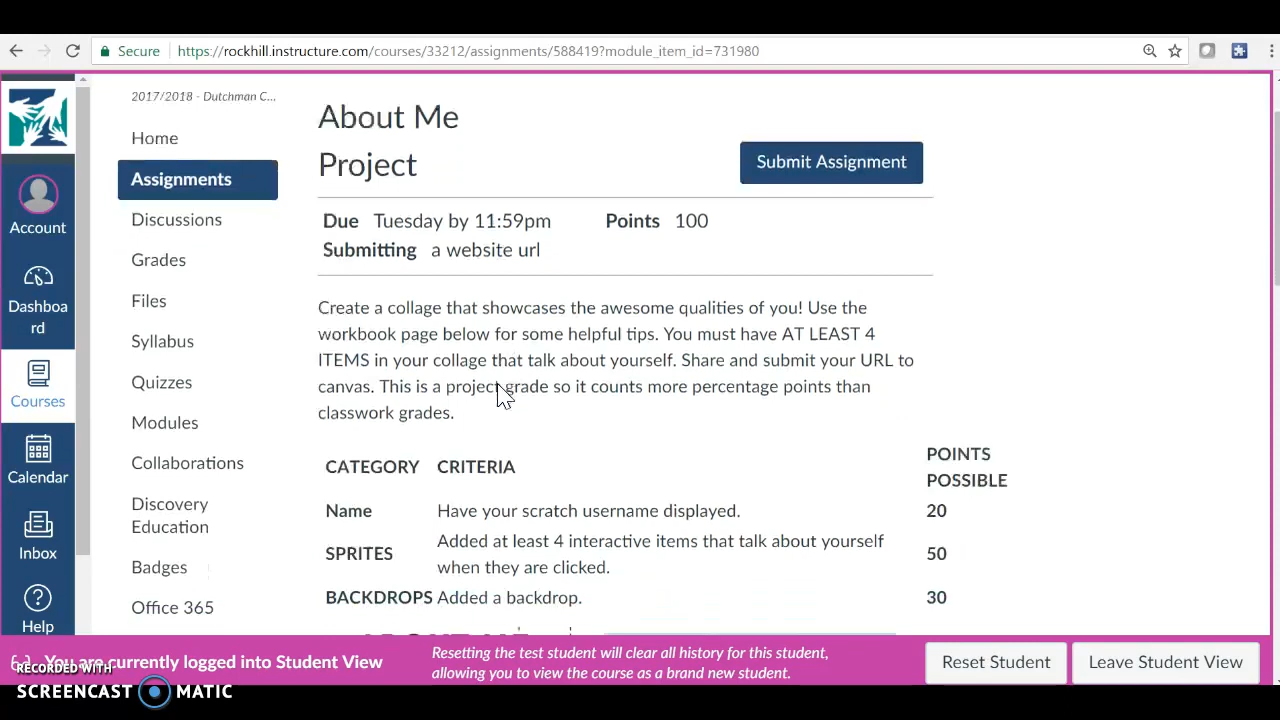 Secure https://rockhill.instructure.com/courses/33212/assignments/588419?module_item_id=731980
2017/2018 - Dutchman C...
Home
Assignments
Discussions
Grades
Files
Syllabus
Quizzes
Modules
Collaborations
Discovery
Education
Badges
Office 365
Account
Dashboa
rd
Courses
Calendar
Inbox
Help
About Me
Project
Submit Assignment
Due Tuesday by 11:59pm Points 100
Submitting a website url
Create a collage that showcases the awesome qualities of you! Use the
workbook page below for some helpful tips. You must have AT LEAST 4
ITEMS in your collage that talk about yourself. Share and submit your URL to
canvas. This is a project grade so it counts more percentage points than
classwork grades.
CATEGORY CRITERIA POINTS
POSSIBLE
Name Have your scratch username displayed. 20
SPRITES Added at least 4 interactive items that talk about yourself
when they are clicked. 50
BACKDROPS Added a backdrop. 30
You are currently logged into Student View
Resetting the test student will clear all history for this student,
allowing you to view the course as a brand new student.
Reset Student
Leave Student View
RECORDED WITH
SCREENCAST MATIC